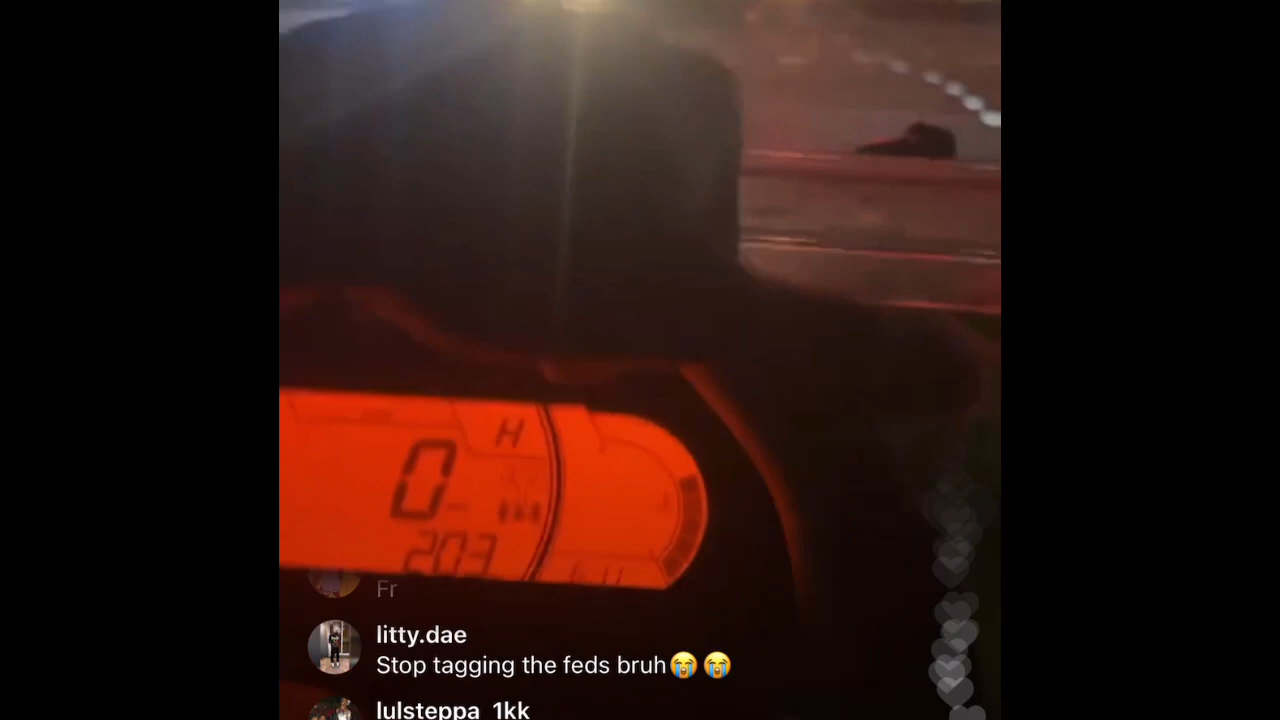 H
0
203
Fr
litty.dae
Stop tagging the feds bruh😭😭
lulsteppa_1kk